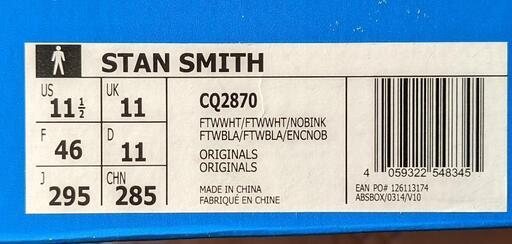 STAN SMITH
US UK
11 1/2 11
F D
46 11
J CHN
295 285
CQ2870
FTWWHT/FTWWHT/NOBINK
FTWBLA/FTWBLA/ENCNOB
ORIGINALS
ORIGINALS
MADE IN CHINA
FABRIQUÉ EN CHINE
4 059322 548345
EAN PO# 126113174
ABSBOX/0314/V10